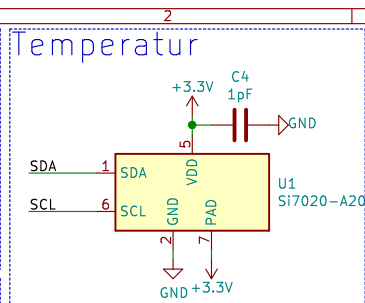 2
Temperatur
C4
+3.3V
1pF
GND
5
SDA
1
SDA
VDD
U1
Si7020-A20
SCL
6
SCL
GND
PAD
2
7
GND
+3.3V